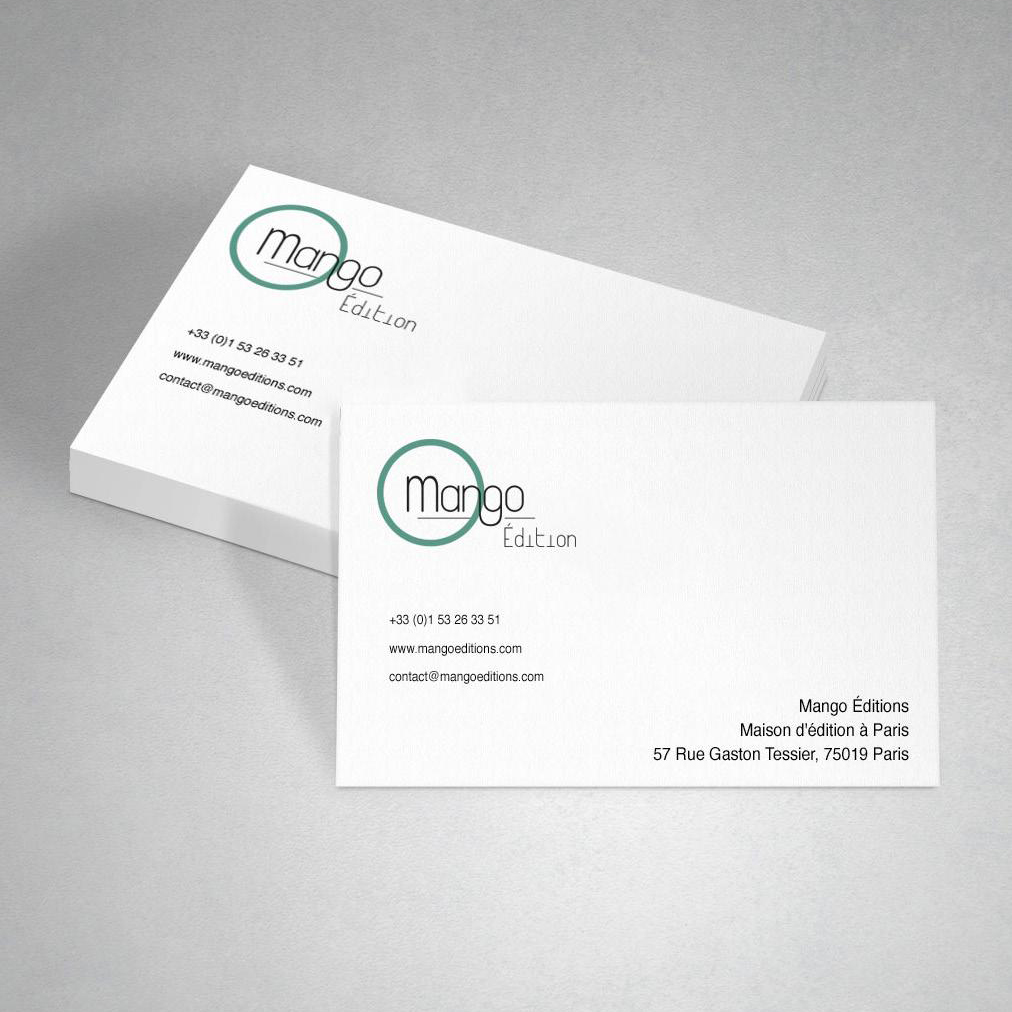 Mango
Édition
+33 (0)1 53 26 33 51
www.mangoeditions.com
contact@mangoeditions.com
Mango
Édition
+33 (0)1 53 26 33 51
www.mangoeditions.com
contact@mangoeditions.com
Mango Éditions
Maison d'édition à Paris
57 Rue Gaston Tessier, 75019 Paris